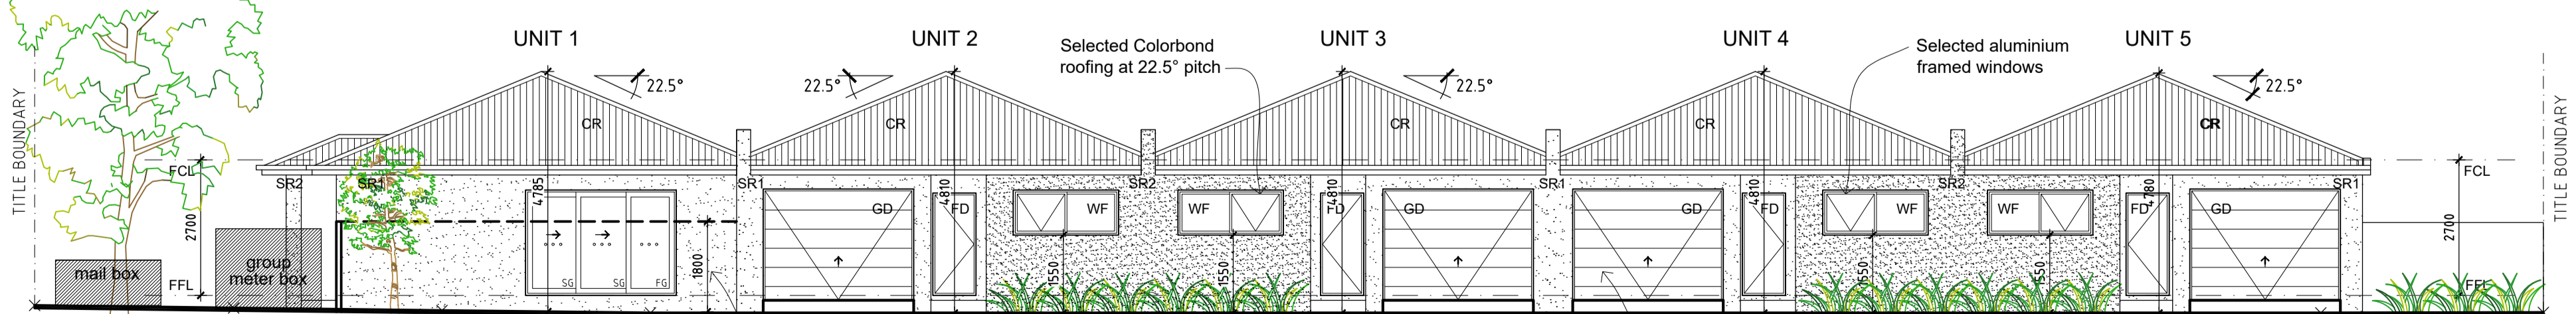 UNIT 1
UNIT 2
UNIT 3
UNIT 4
UNIT 5
Selected Colorbond
roofing at 22.5° pitch
Selected aluminium
framed windows
22.5°
22.5°
22.5°
22.5°
TITLE BOUNDARY
TITLE BOUNDARY
CR
CR
CR
CR
CR
FCL
FCL
SR2
SR1
SR1
SR2
SR1
SR2
SR1
4785
4810
4810
4810
4780
GD
FD
WF
WF
FD
GD
GD
FD
WF
WF
FD
GD
2700
2700
1800
1550
1550
1550
1550
mail box
group
meter box
FFL
FFL
SG
SG
FG